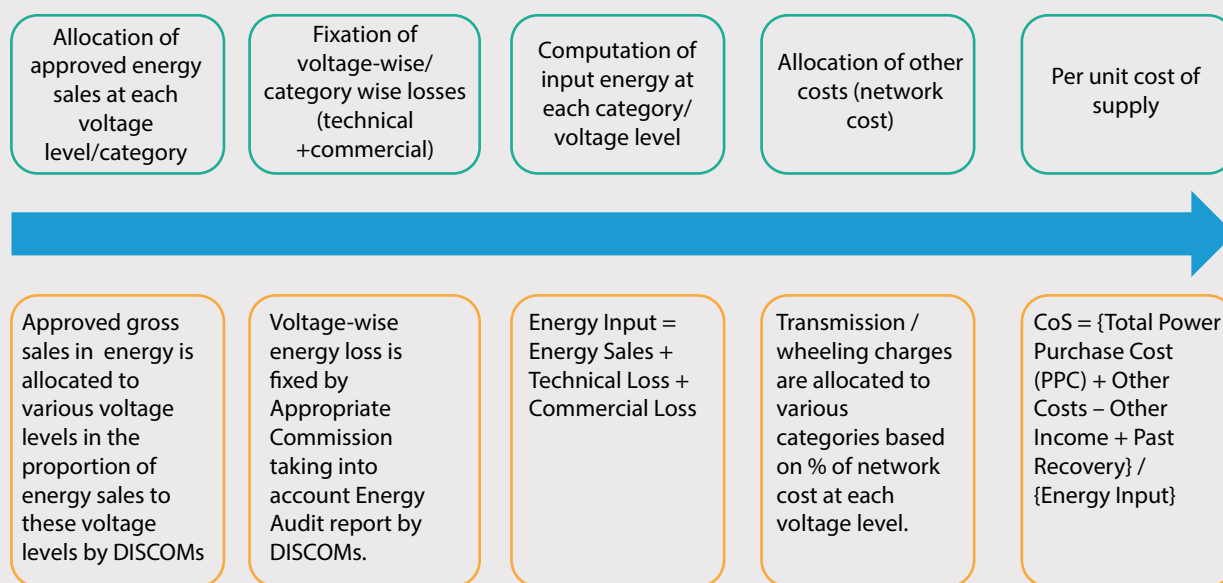 Allocation of
approved energy
sales at each
voltage
level/category
Fixation of
voltage-wise/
category wise losses
(technical
+commercial)
Computation of
input energy at
each category/
voltage level
Allocation of other
costs (network
cost)
Per unit cost of
supply
Approved gross
sales in energy is
allocated to
various voltage
levels in the
proportion of
energy sales to
these voltage
levels by DISCOMs
Voltage-wise
energy loss is
fixed by
Appropriate
Commission
taking into
account Energy
Audit report by
DISCOMs.
Energy Input =
Energy Sales +
Technical Loss +
Commercial Loss
Transmission /
wheeling charges
are allocated to
various
categories based
on % of network
cost at each
voltage level.
CoS = {Total Power
Purchase Cost
(PPC) + Other
Costs – Other
Income + Past
Recovery} /
{Energy Input}